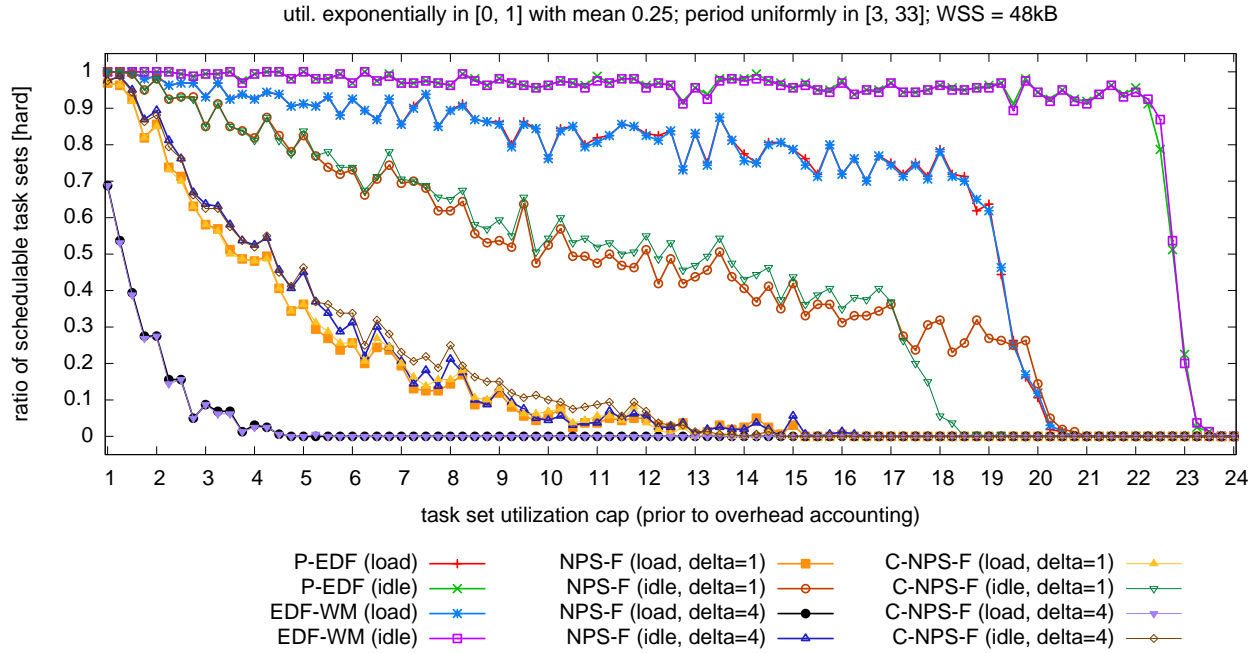 util. exponentially in [0, 1] with mean 0.25; period uniformly in [3, 33]; WSS = 48kB
ratio of schedulable task sets [hard]
1
0.9
0.8
0.7
0.6
0.5
0.4
0.3
0.2
0.1
0
1 2 3 4 5 6 7 8 9 10 11 12 13 14 15 16 17 18 19 20 21 22 23 24
task set utilization cap (prior to overhead accounting)
P-EDF (load) NPS-F (load, delta=1) C-NPS-F (load, delta=1)
P-EDF (idle) NPS-F (idle, delta=1) C-NPS-F (idle, delta=1)
EDF-WM (load) NPS-F (load, delta=4) C-NPS-F (load, delta=4)
EDF-WM (idle) NPS-F (idle, delta=4) C-NPS-F (idle, delta=4)